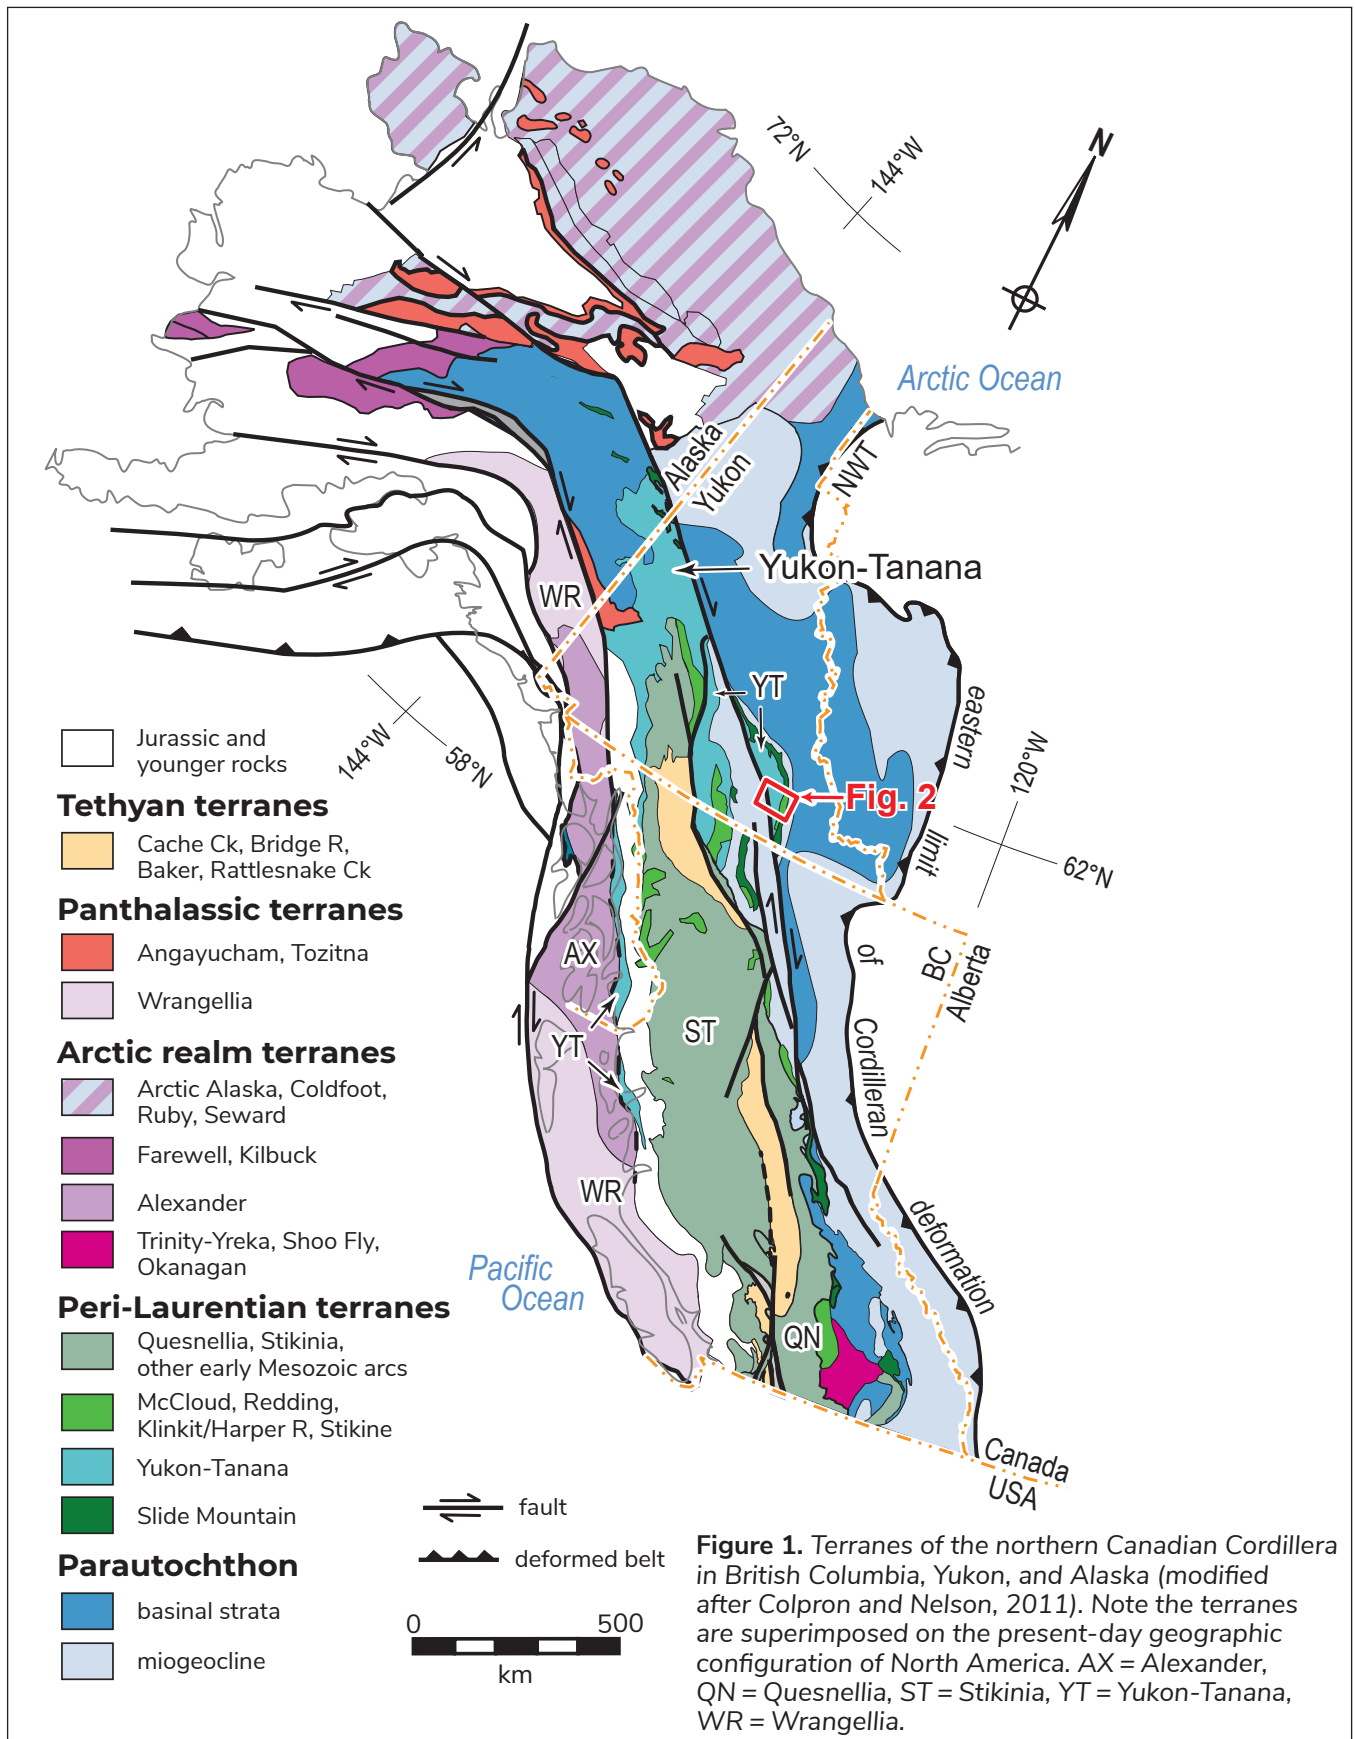 72°N
144°W
N
Arctic Ocean
Alaska
Yukon
NWT
Yukon-Tanana
WR
YT
Fig. 2
eastern
limit
of
Cordilleran
deformation
144°W
58°N
120°W
62°N
BC
Alberta
AX
ST
YT
WR
QN
Pacific
Ocean
Canada
USA
Jurassic and
younger rocks
Tethyan terranes
Cache Ck, Bridge R,
Baker, Rattlesnake Ck
Panthalassic terranes
Angayucham, Tozitna
Wrangellia
Arctic realm terranes
Arctic Alaska, Coldfoot,
Ruby, Seward
Farewell, Kilbuck
Alexander
Trinity-Yreka, Shoo Fly,
Okanagan
Peri-Laurentian terranes
Quesnellia, Stikinia,
other early Mesozoic arcs
McCloud, Redding,
Klinkit/Harper R, Stikine
Yukon-Tanana
Slide Mountain
Parautochthon
basinal strata
miogeocline
fault
deformed belt
0 500
km
Figure 1. Terranes of the northern Canadian Cordillera
in British Columbia, Yukon, and Alaska (modified
after Colpron and Nelson, 2011). Note the terranes
are superimposed on the present-day geographic
configuration of North America. AX = Alexander,
QN = Quesnellia, ST = Stikinia, YT = Yukon-Tanana,
WR = Wrangellia.